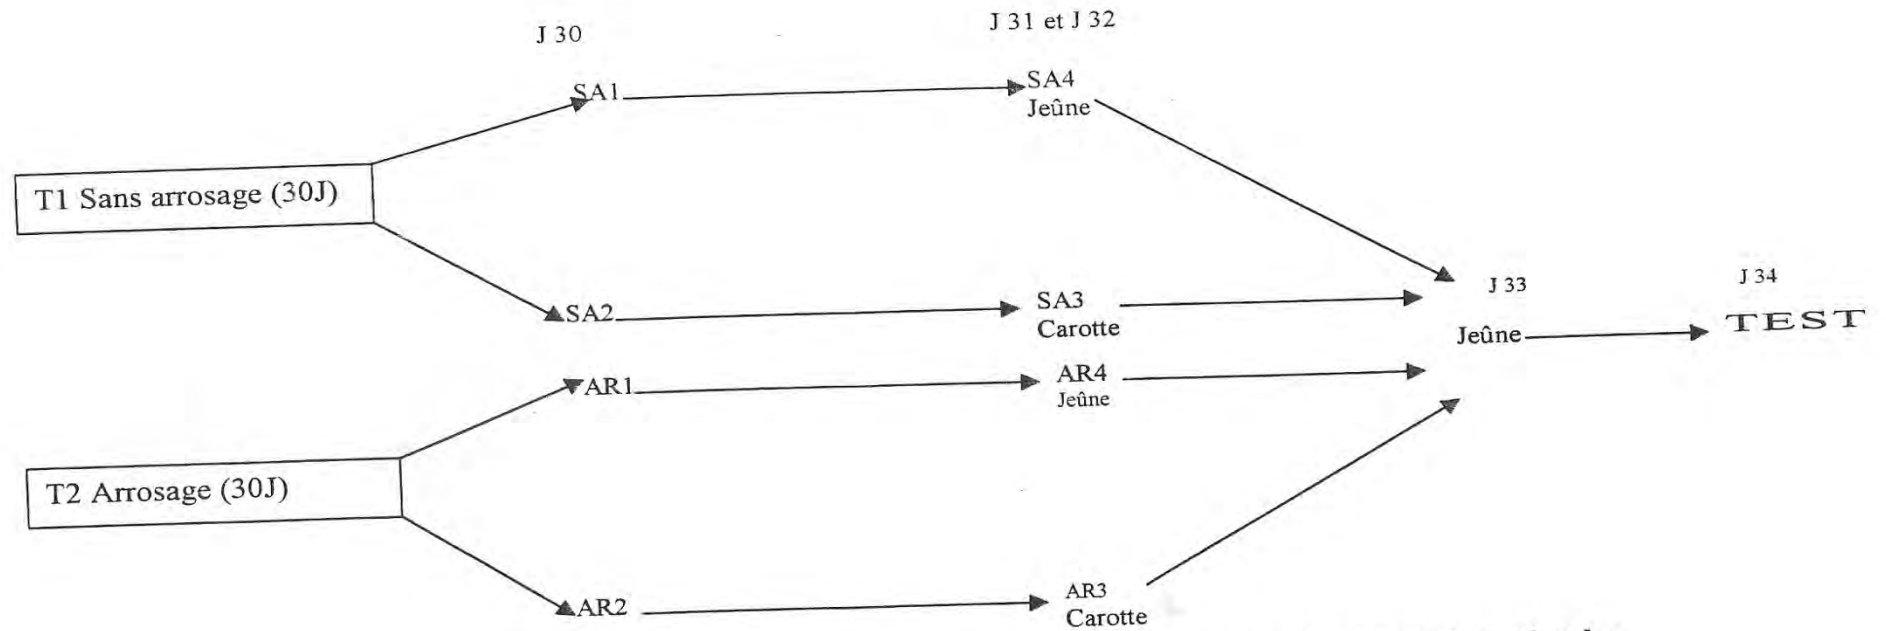 J 30
J 31 et J 32
SA1
SA4
Jeûne
T1 Sans arrosage (30J)
SA2
SA3
Carotte
J 33
Jeûne
J 34
TEST
AR1
AR4
Jeûne
T2 Arrosage (30J)
AR2
AR3
Carotte